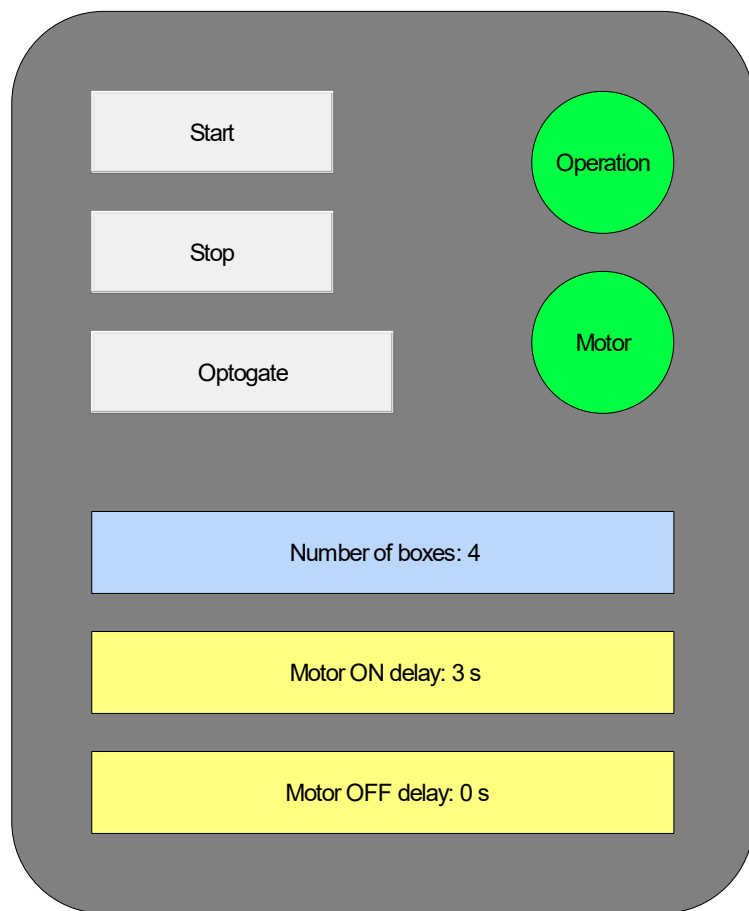 Start
Operation
Stop
Motor
Optogate
Number of boxes: 4
Motor ON delay: 3 s
Motor OFF delay: 0 s